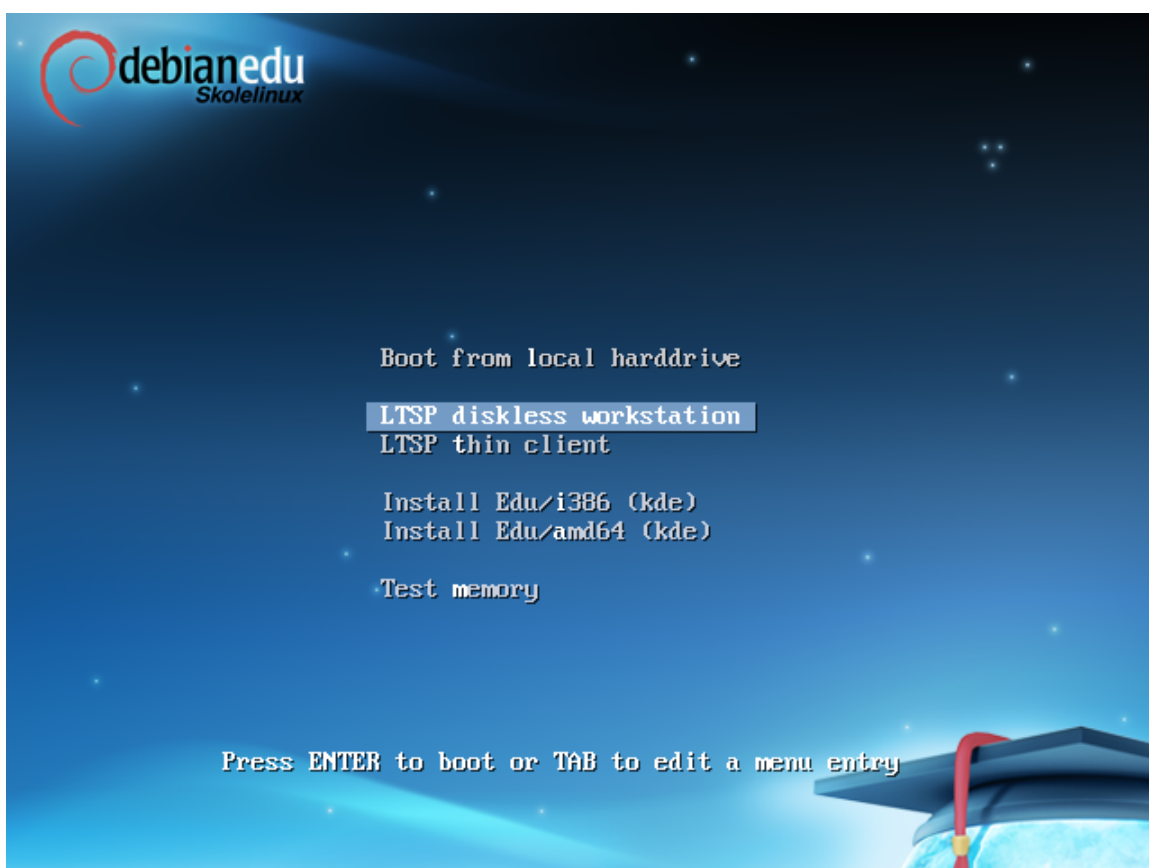 debianedu
Skolelinux
Boot from local harddrive
LTSP diskless workstation
LTSP thin client
Install Edu/i386 (kde)
Install Edu/amd64 (kde)
Test memory
Press ENTER to boot or TAB to edit a menu entry